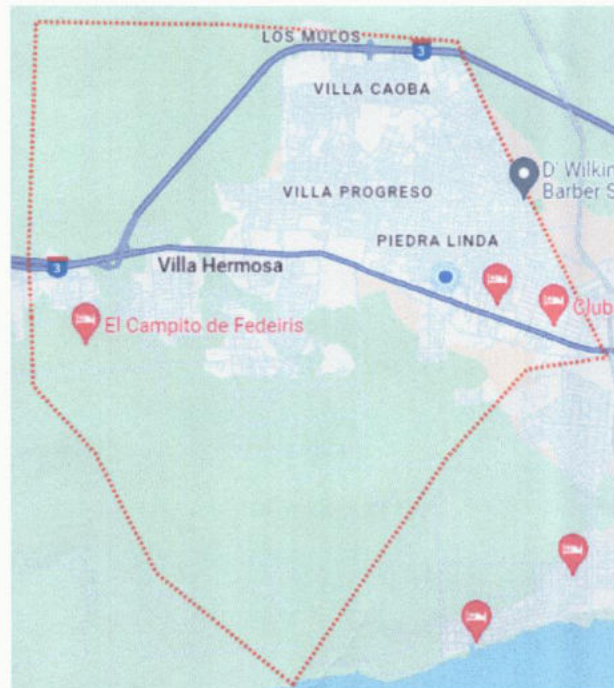 LOS MULOS
3
VILLA CAOBA
D' Wilkin
Barber S
VILLA PROGRESO
PIEDRA LINDA
3
Villa Hermosa
Club
El Campito de Fedeiris